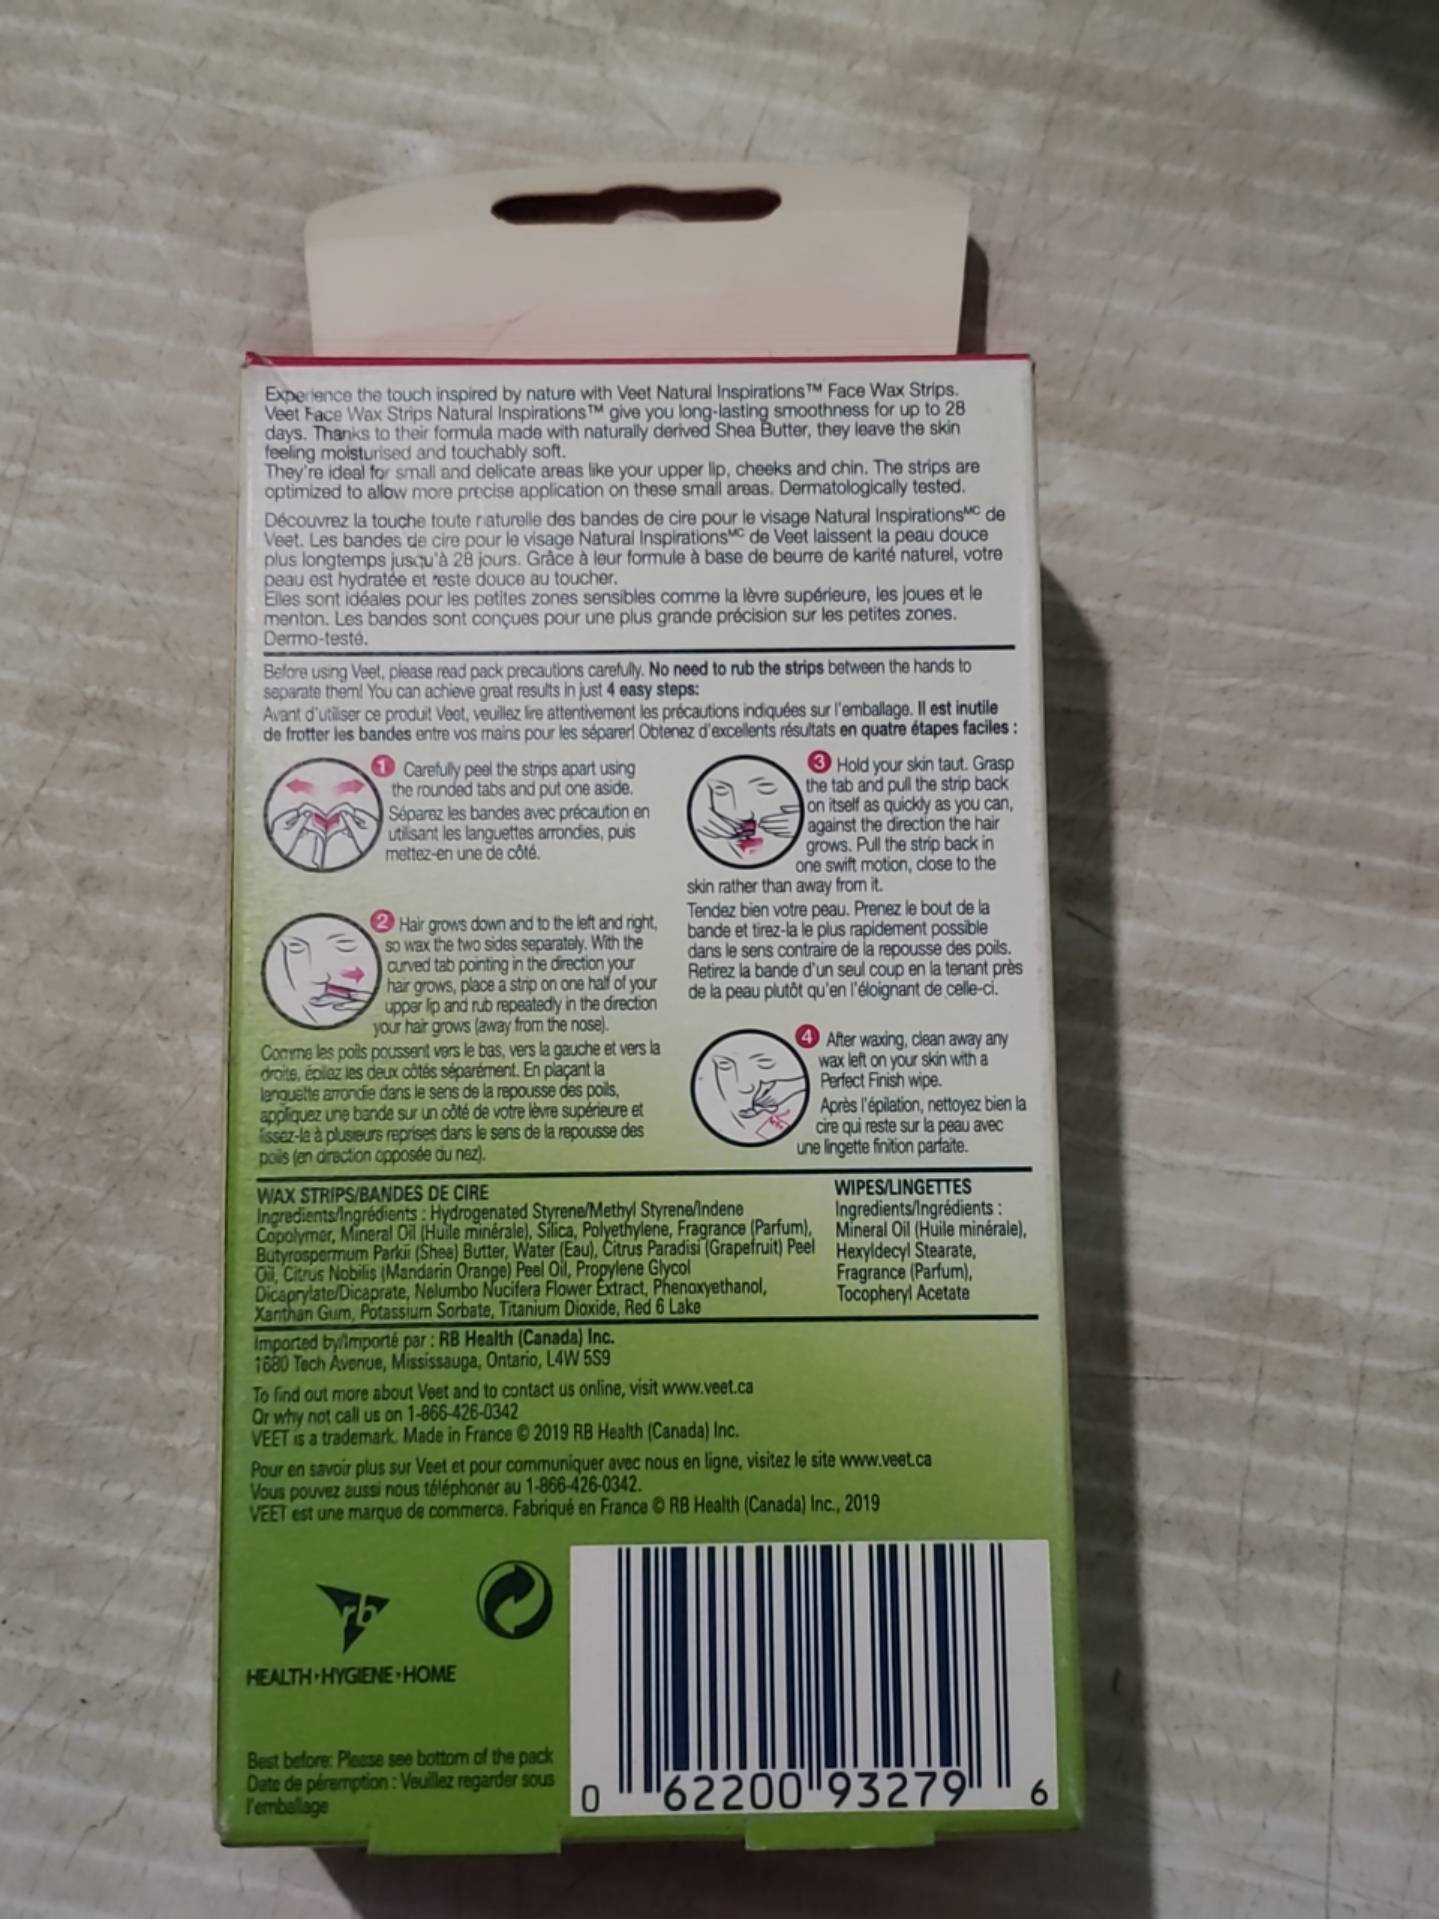 Experience the touch inspired by nature with Veet Natural Inspirations™ Face Wax Strips.
Veet Face Wax Strips Natural Inspirations™ give you long-lasting smoothness for up to 28
days. Thanks to their formula made with naturally derived Shea Butter, they leave the skin
feeling moisturised and touchably soft.
They're ideal for small and delicate areas like your upper lip, cheeks and chin. The strips are
optimized to allow more precise application on these small areas. Dermatologically tested.
Découvrez la touche toute naturelle des bandes de cire pour le visage Natural Inspirations MC de
Veet. Les bandes de cire pour le visage Natural Inspirations MC de Veet laissent la peau douce
plus longtemps jusqu'à 28 jours. Grâce à leur formule à base de beurre de karité naturel, votre
peau est hydratée et reste douce au toucher.
Elles sont idéales pour les petites zones sensibles comme la lèvre supérieure, les joues et le
menton. Les bandes sont conçues pour une plus grande précision sur les petites zones.
Dermo-testé.
Before using Veet, please read pack precautions carefully. No need to rub the strips between the hands to
separate them! You can achieve great results in just 4 easy steps:
Avant d'utiliser ce produit Veet, veuillez lire attentivement les précautions indiquées sur l'emballage. Il est inutile
de frotter les bandes entre vos mains pour les séparer! Obtenez d'excellents résultats en quatre étapes faciles :
1 Carefully peel the strips apart using
the rounded tabs and put one aside.
Séparez les bandes avec précaution en
utilisant les languettes arrondies, puis
mettez-en une de côté.
2 Hair grows down and to the left and right,
so wax the two sides separately. With the
curved tab pointing in the direction your
hair grows, place a strip on one half of your
upper lip and rub repeatedly in the direction
your hair grows (away from the nose).
Comme les poils poussent vers le bas, vers la gauche et vers la
droite, épilez les deux côtés séparément. En plaçant la
languette arrondie dans le sens de la repousse des poils,
appliquez une bande sur un côté de votre lèvre supérieure et
lissez-la à plusieurs reprises dans le sens de la repousse des
poils (en direction opposée du nez).
3 Hold your skin taut. Grasp
the tab and pull the strip back
on itself as quickly as you can,
against the direction the hair
grows. Pull the strip back in
one swift motion, close to the
skin rather than away from it.
Tendez bien votre peau. Prenez le bout de la
bande et tirez-la le plus rapidement possible
dans le sens contraire de la repousse des poils.
Retirez la bande d'un seul coup en la tenant près
de la peau plutôt qu'en l'éloignant de celle-ci.
4 After waxing, clean away any
wax left on your skin with a
Perfect Finish wipe.
Après l'épilation, nettoyez bien la
cire qui reste sur la peau avec
une lingette finition parfaite.
WAX STRIPS/BANDES DE CIRE
Ingredients/Ingrédients : Hydrogenated Styrene/Methyl Styrene/Indene
Copolymer, Mineral Oil (Huile minérale), Silica, Polyethylene, Fragrance (Parfum),
Butyrospermum Parkii (Shea) Butter, Water (Eau), Citrus Paradisi (Grapefruit) Peel
Oil, Citrus Nobilis (Mandarin Orange) Peel Oil, Propylene Glycol
Dicaprylate/Dicaprate, Nelumbo Nucifera Flower Extract, Phenoxyethanol,
Xanthan Gum, Potassium Sorbate, Titanium Dioxide, Red 6 Lake
WIPES/LINGETTES
Ingredients/Ingrédients :
Mineral Oil (Huile minérale),
Hexyldecyl Stearate,
Fragrance (Parfum),
Tocopheryl Acetate
Imported by/Importé par : RB Health (Canada) Inc.
1680 Tech Avenue, Mississauga, Ontario, L4W 5S9
To find out more about Veet and to contact us online, visit www.veet.ca
Or why not call us on 1-866-426-0342
VEET is a trademark. Made in France © 2019 RB Health (Canada) Inc.
Pour en savoir plus sur Veet et pour communiquer avec nous en ligne, visitez le site www.veet.ca
Vous pouvez aussi nous téléphoner au 1-866-426-0342.
VEET est une marque de commerce. Fabriqué en France © RB Health (Canada) Inc., 2019
rb
HEALTH•HYGIENE•HOME
Best before: Please see bottom of the pack
Date de péremption : Veuillez regarder sous
l'emballage
0 62200 93279 6